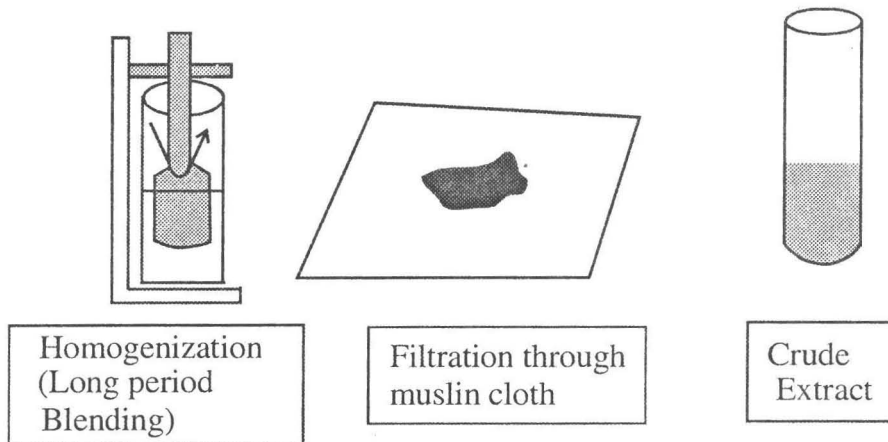 Homogenization
(Long period
Blending)
Filtration through
muslin cloth
Crude
Extract